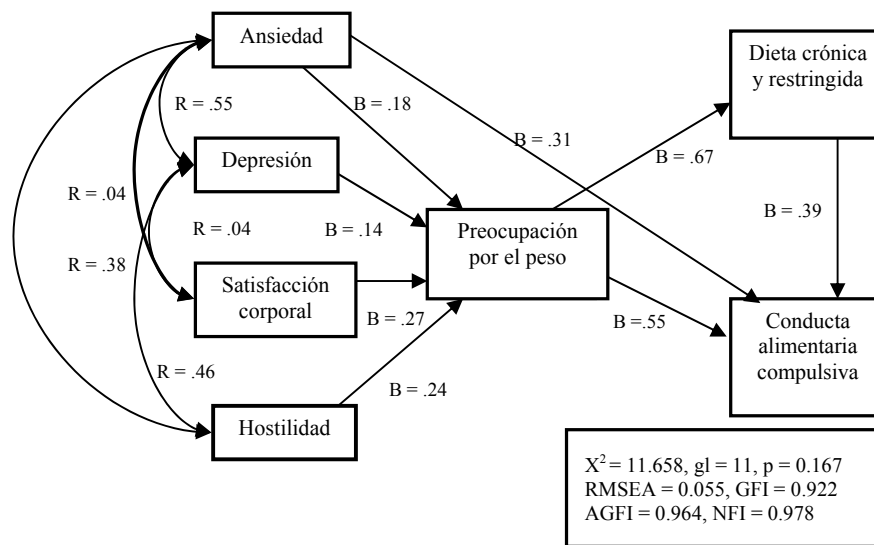 Ansiedad
Dieta crónica
y restringida
R = .55
B = .18
B = .31
B = .67
Depresión
R = .04
R = .04
B = .14
Preocupación
por el peso
B = .39
R = .38
Satisfacción
corporal
B = .27
B =.55
Conducta
alimentaria
compulsiva
R = .46
B = .24
Hostilidad
X² = 11.658, gl = 11, p = 0.167
RMSEA = 0.055, GFI = 0.922
AGFI = 0.964, NFI = 0.978